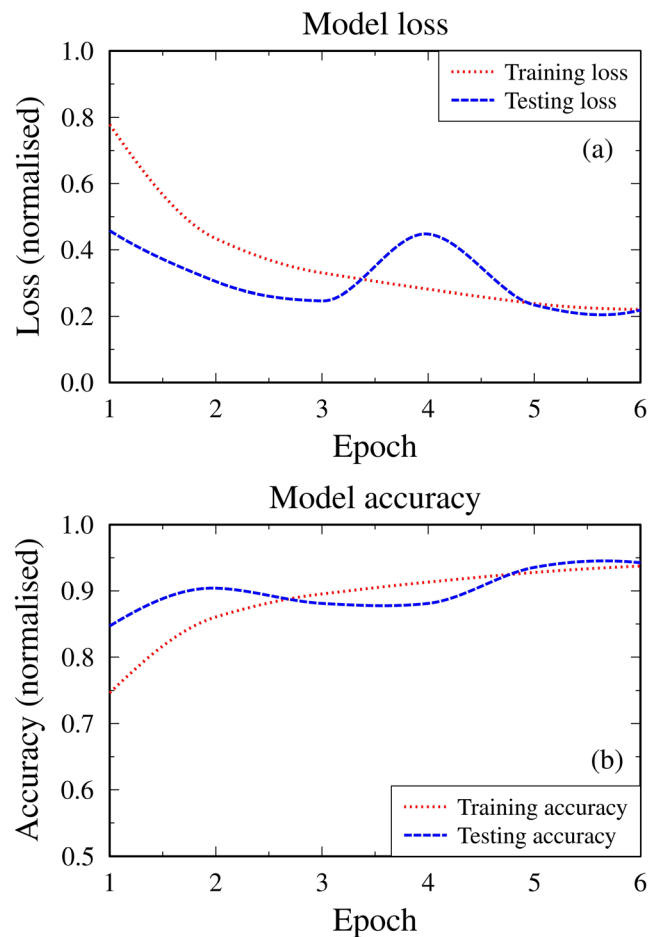 Model loss
1.0
0.8
0.6
0.4
0.2
0.0
Loss (normalised)
Training loss
Testing loss
(a)
1 2 3 4 5 6
Epoch
Model accuracy
1.0
0.9
0.8
0.7
0.6
0.5
Accuracy (normalised)
(b)
Training accuracy
Testing accuracy
1 2 3 4 5 6
Epoch